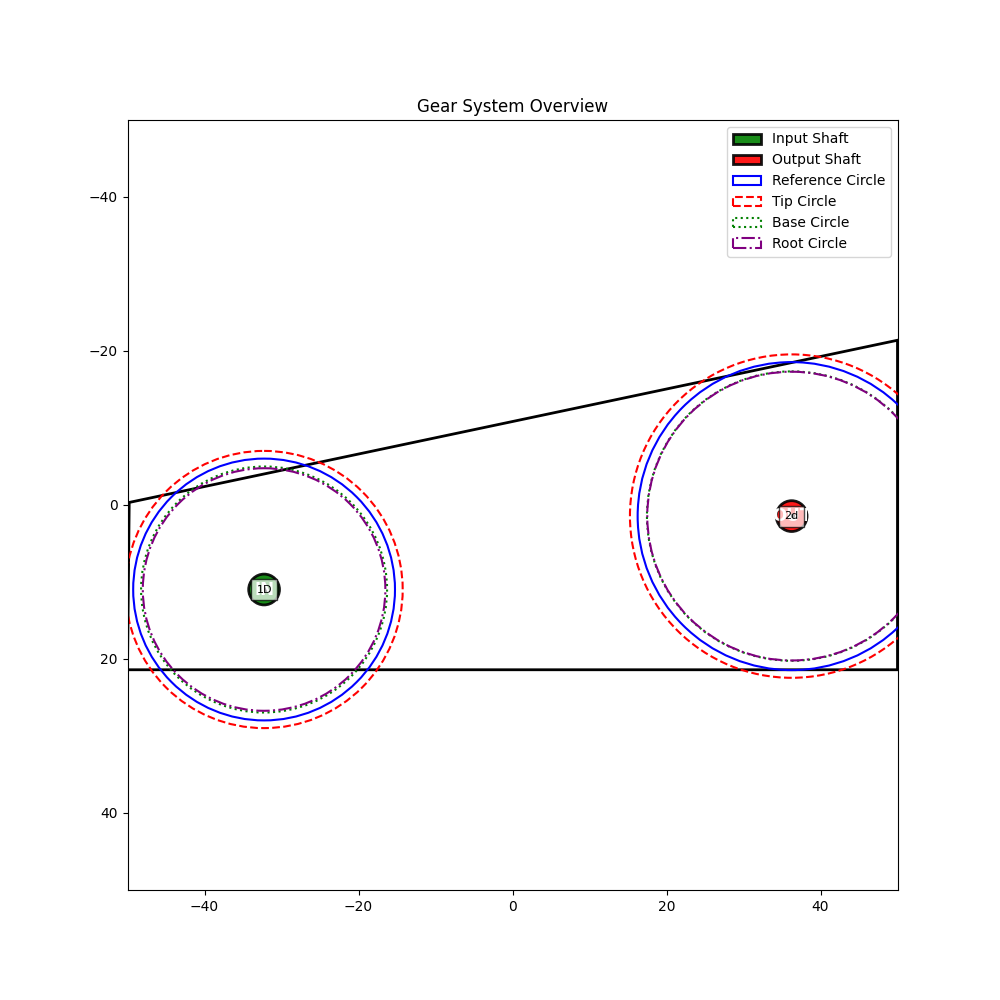 Gear System Overview
Input Shaft
Output Shaft
Reference Circle
Tip Circle
Base Circle
Root Circle
−40
−20
0
20
40
1D
2d
−40
−20
0
20
40